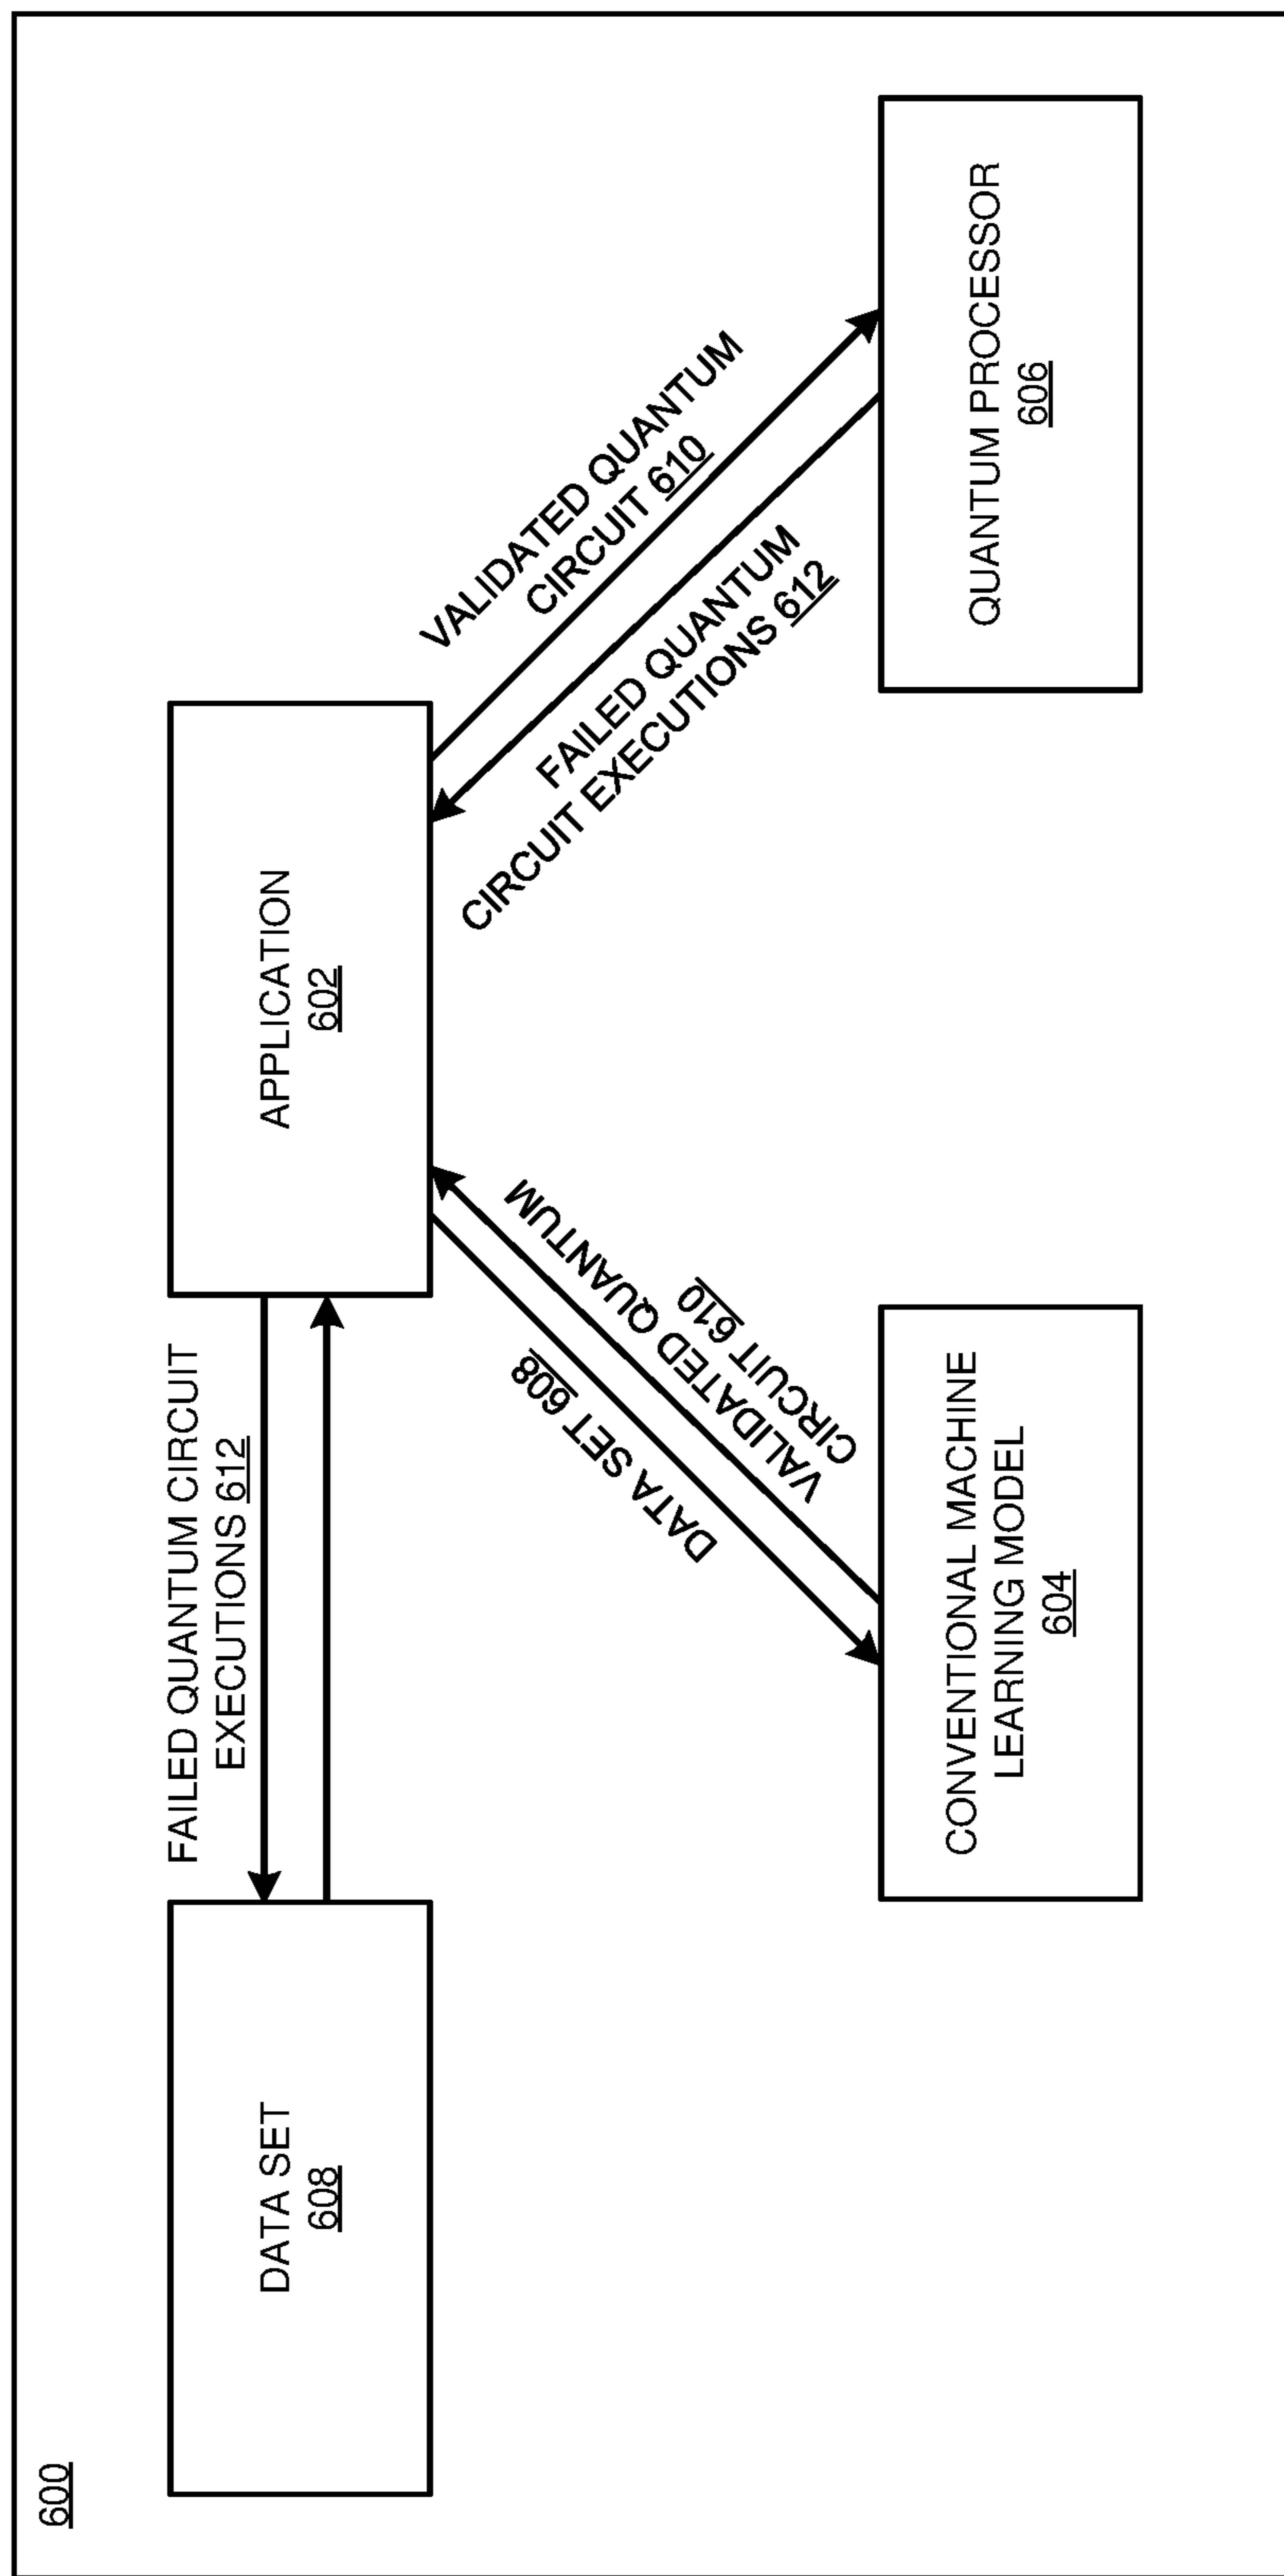 600
DATA SET
608
FAILED QUANTUM CIRCUIT
EXECUTIONS 612
APPLICATION
602
DATA SET 608
VALIDATED QUANTUM
CIRCUIT 610
VALIDATED QUANTUM
CIRCUIT 610
FAILED QUANTUM
CIRCUIT EXECUTIONS 612
CONVENTIONAL MACHINE
LEARNING MODEL
604
QUANTUM PROCESSOR
606